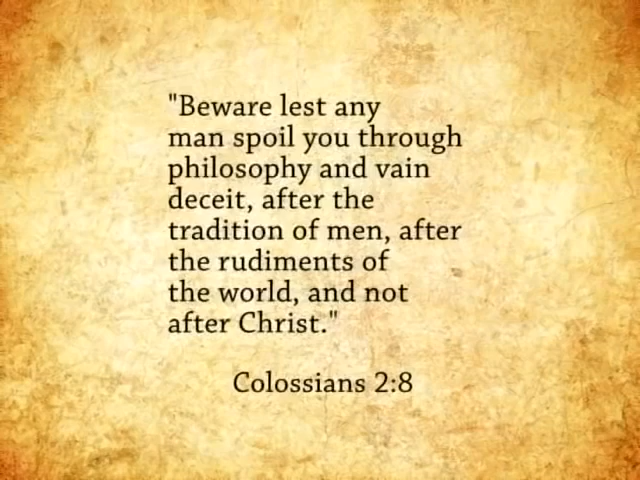 "Beware lest any
man spoil you through
philosophy and vain
deceit, after the
tradition of men, after
the rudiments of
the world, and not
after Christ."
Colossians 2:8